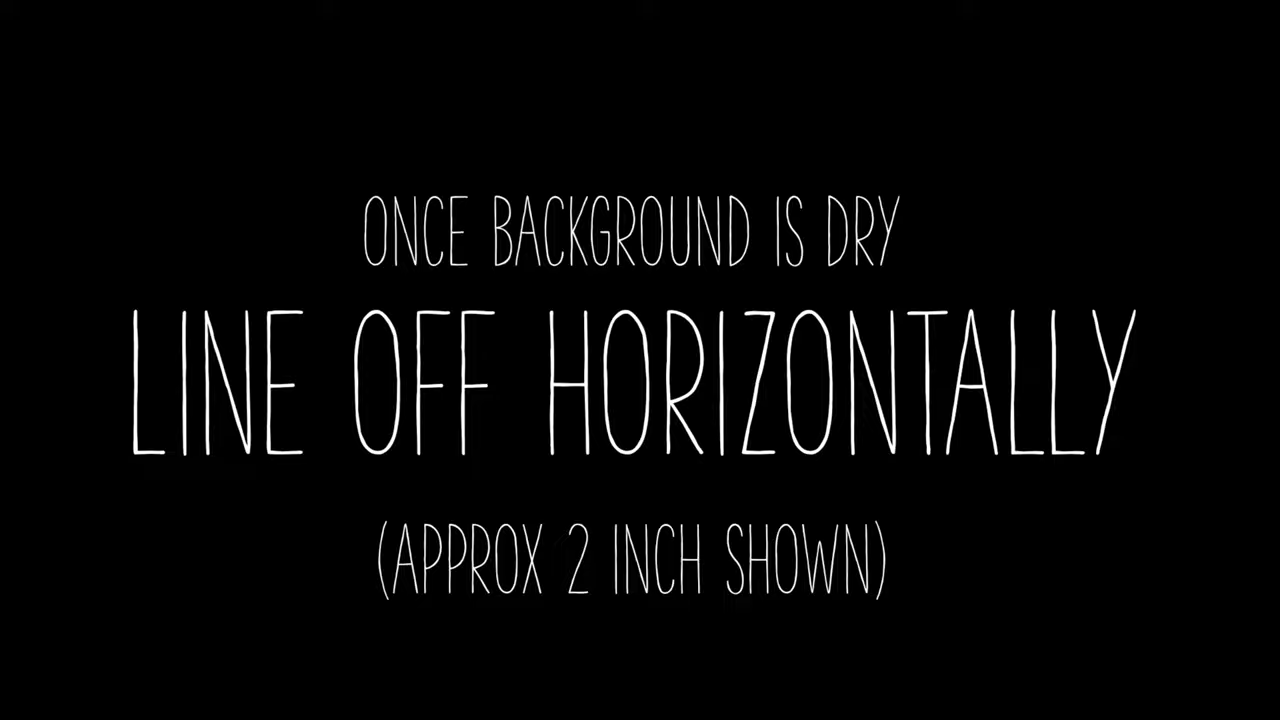 ONCE BACKGROUND IS DRY
LINE OFF HORIZONTALLY
(APPROX 2 INCH SHOWN)